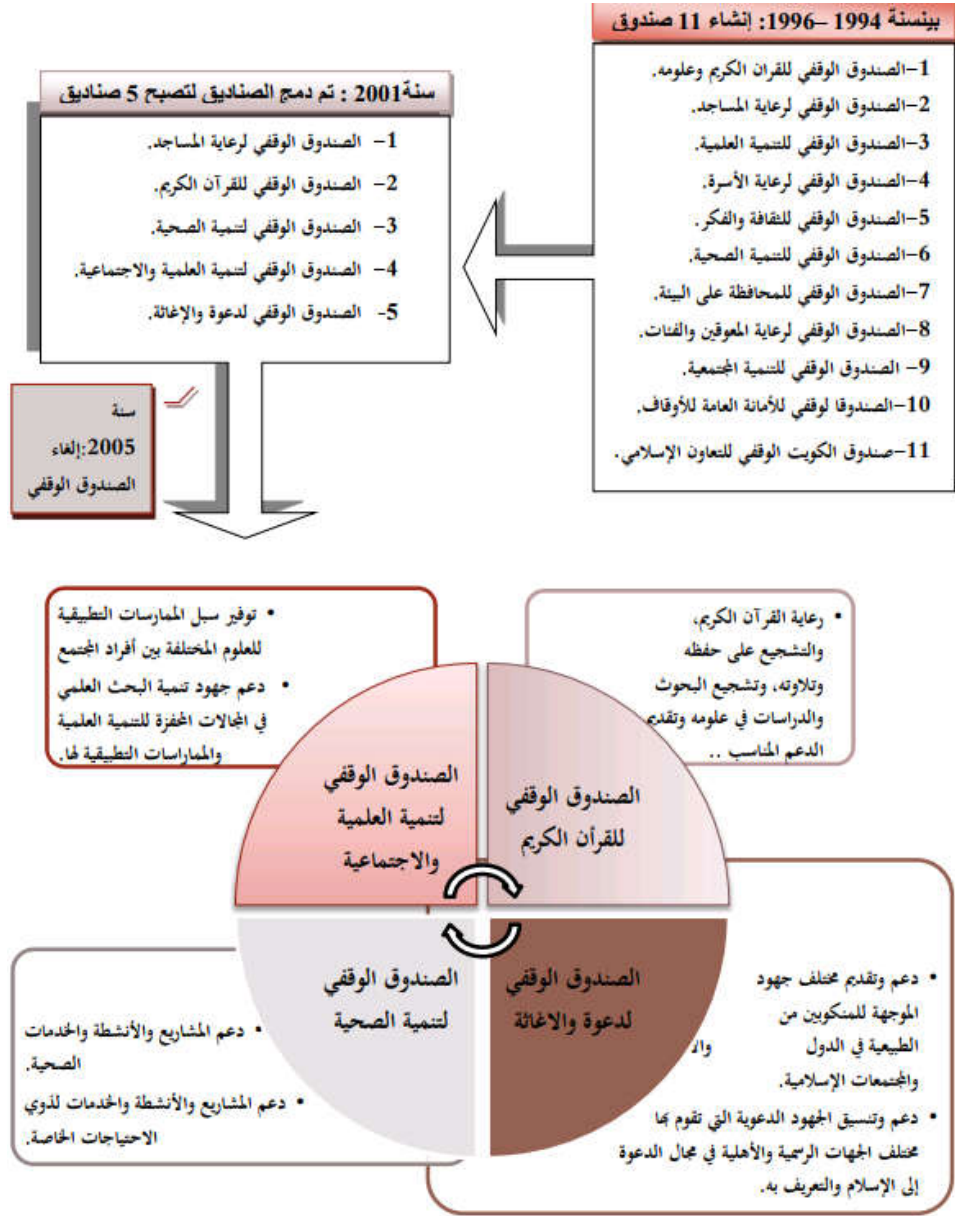 بينسنة 1994 –1996: إنشاء 11 صندوق
1–الصندوق الوقفي للقران الكريم وعلومه.
2–الصندوق الوقفي لرعاية المساجد.
3–الصندوق الوقفي للتنمية العلمية.
4–الصندوق الوقفي لرعاية الأسرة.
5–الصندوق الوقفي للثقافة والفكر.
6–الصندوق الوقفي للتنمية الصحية.
7–الصندوق الوقفي للمحافظة على البيئة.
8–الصندوق الوقفي لرعاية المعوقين والفئات.
9– الصندوق الوقفي للتنمية المجتمعية.
10–الصندوقا لوقفي للأمانة العامة للأوقاف.
11–صندوق الكويت الوقفي للتعاون الإسلامي.
سنة2001 : تم دمج الصناديق لتصبح 5 صناديق
1– الصندوق الوقفي لرعاية المساجد.
2– الصندوق الوقفي للقرآن الكريم.
3– الصندوق الوقفي لتنمية الصحية.
4– الصندوق الوقفي لتنمية العلمية والاجتماعية.
5- الصندوق الوقفي لدعوة والإغاثة.
سنة
2005:إلغاء
الصندوق الوقفي
• رعاية القرآن الكريم،
والتشجيع على حفظه
وتلاوته، وتشجيع البحوث
والدراسات في علومه وتقديم
الدعم المناسب ..
• توفير سبل الممارسات التطبيقية
للعلوم المختلفة بين أفراد المجتمع
• دعم جهود تنمية البحث العلمي
في المجالات المحفزة للتنمية العلمية
والماراسات التطبيقية لها.
الصندوق الوقفي
للقرأن الكريم
الصندوق الوقفي
لتنمية العلمية
والاجتماعية
الصندوق الوقفي
لدعوة والاغاثة
الصندوق الوقفي
لتنمية الصحية
• دعم وتقديم مختلف جهود
الموجهة للمنكوبين من
الطبيعية في الدول
والمجتمعات الإسلامية.
• دعم وتنسيق الجهود الدعوية التي تقوم بها
مختلف الجهات الرسمية والأهلية في مجال الدعوة
إلى الإسلام والتعريف به.
• دعم المشاريع والأنشطة والخدمات
الصحية.
• دعم المشاريع والأنشطة والخدمات لذوي
الاحتياجات الخاصة.